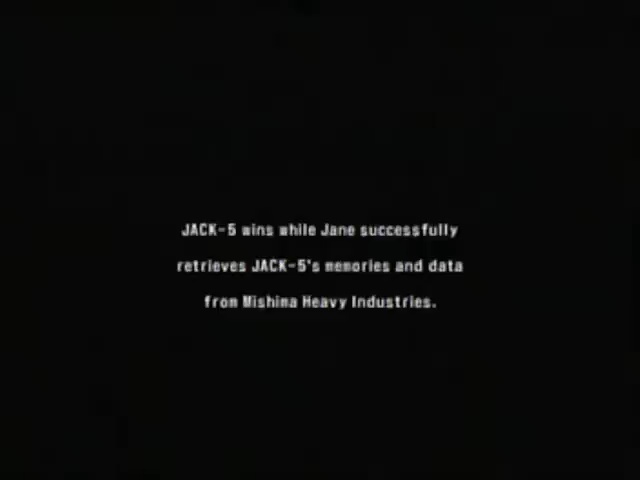 JACK-5 wins while Jane successfully
retrieves JACK-5's memories and data
from Mishima Heavy Industries.